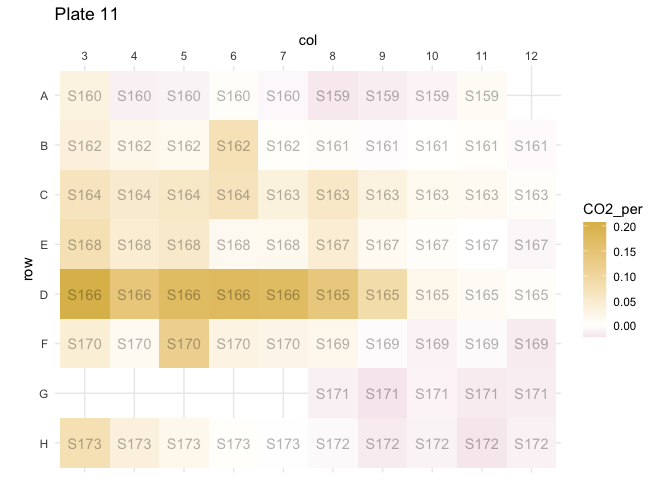 Plate 11
col
3 4 5 6 7 8 9 10 11 12
A S160 S160 S160 S160 S160 S159 S159 S159 S159
B S162 S162 S162 S162 S162 S161 S161 S161 S161 S161
C S164 S164 S164 S164 S163 S163 S163 S163 S163 S163
E S168 S168 S168 S168 S168 S167 S167 S167 S167 S167
D S166 S166 S166 S166 S166 S165 S165 S165 S165 S165
F S170 S170 S170 S170 S170 S169 S169 S169 S169 S169
G S171 S171 S171 S171 S171
H S173 S173 S173 S173 S173 S172 S172 S172 S172 S172
row
CO2_per
0.20
0.15
0.10
0.05
0.00